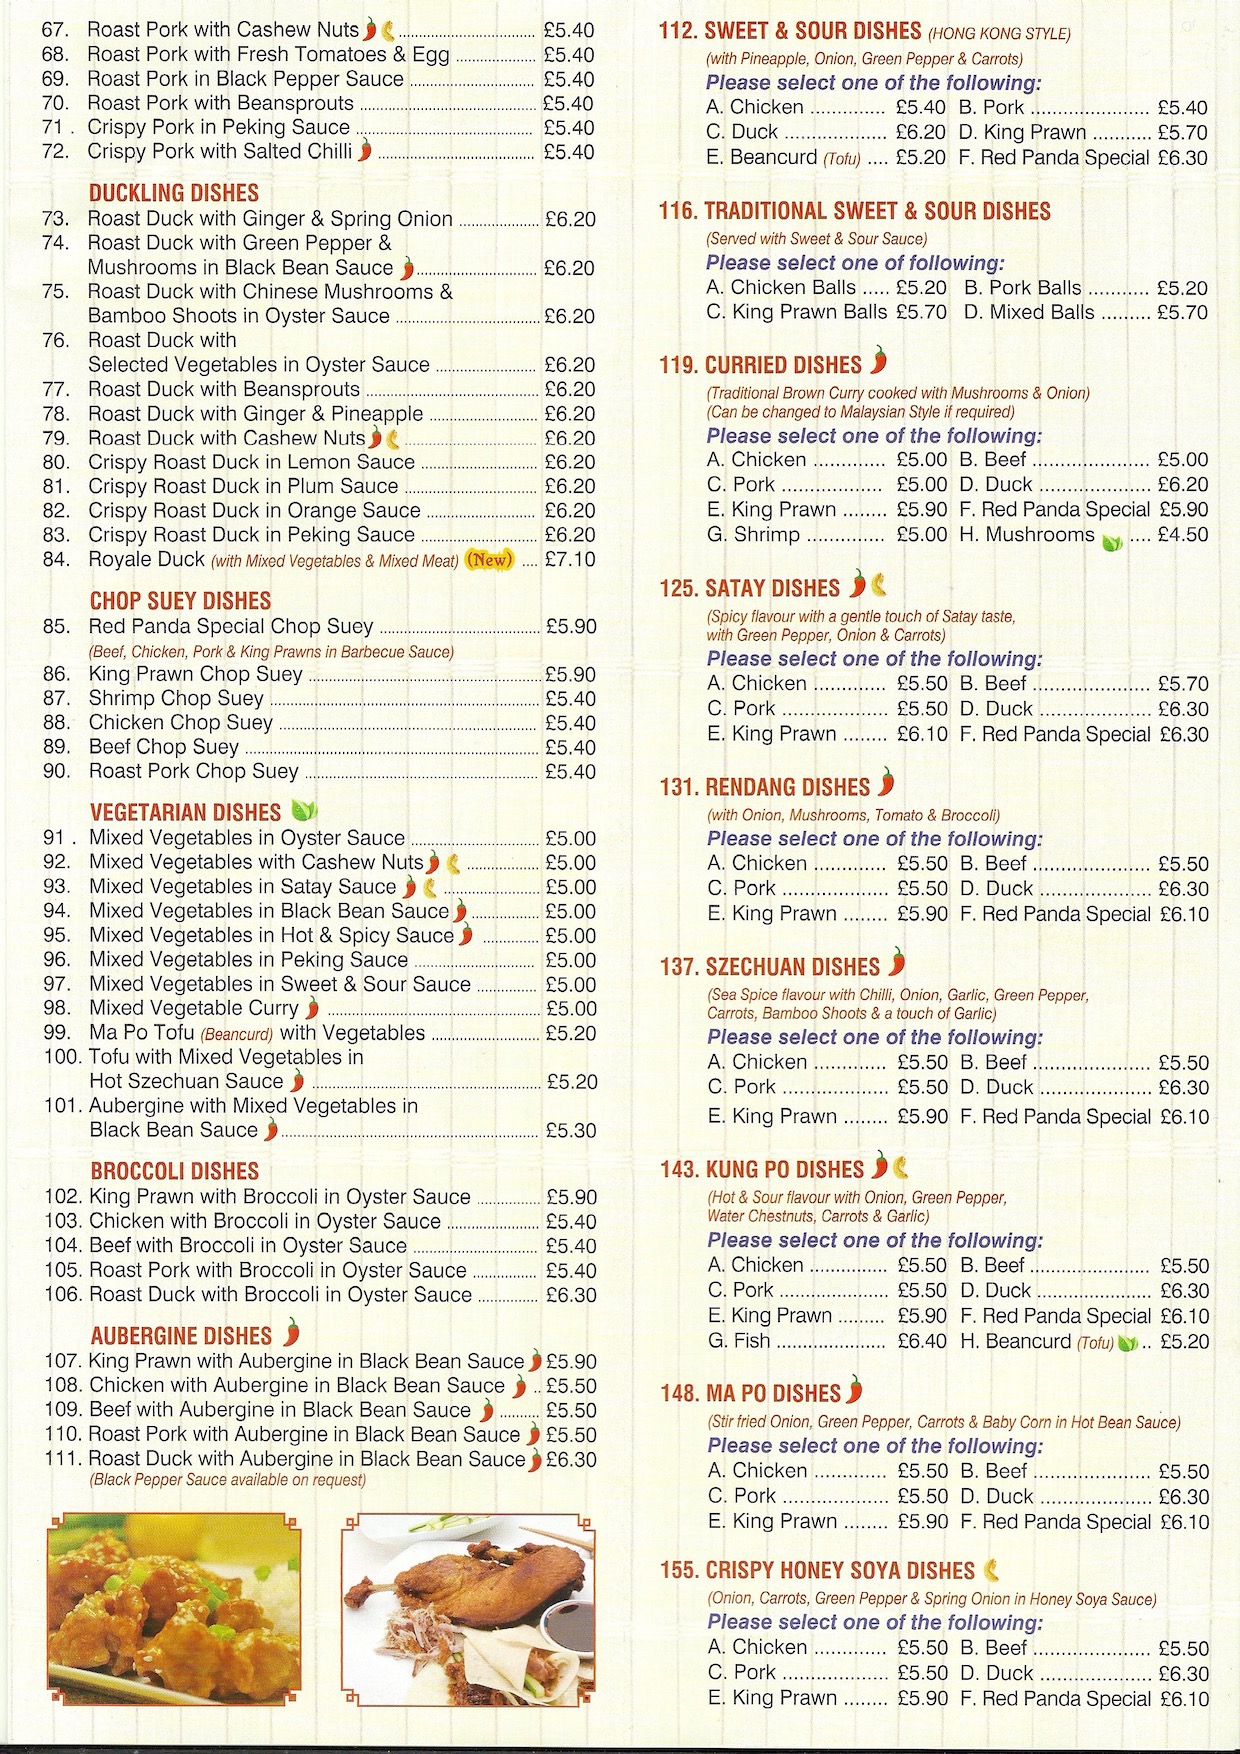 67. Roast Pork with Cashew Nuts ........ £5.40
68. Roast Pork with Fresh Tomatoes & Egg ........ £5.40
69. Roast Pork in Black Pepper Sauce ........ £5.40
70. Roast Pork with Beansprouts ........ £5.40
71 . Crispy Pork in Peking Sauce ........ £5.40
72. Crispy Pork with Salted Chilli ........ £5.40
DUCKLING DISHES
73. Roast Duck with Ginger & Spring Onion ........ £6.20
74. Roast Duck with Green Pepper &
Mushrooms in Black Bean Sauce ........ £6.20
75. Roast Duck with Chinese Mushrooms &
Bamboo Shoots in Oyster Sauce ........ £6.20
76. Roast Duck with
Selected Vegetables in Oyster Sauce ........ £6.20
77. Roast Duck with Beansprouts ........ £6.20
78. Roast Duck with Ginger & Pineapple ........ £6.20
79. Roast Duck with Cashew Nuts ........ £6.20
80. Crispy Roast Duck in Lemon Sauce ........ £6.20
81. Crispy Roast Duck in Plum Sauce ........ £6.20
82. Crispy Roast Duck in Orange Sauce ........ £6.20
83. Crispy Roast Duck in Peking Sauce ........ £6.20
84. Royale Duck (with Mixed Vegetables & Mixed Meat) (New) .... £7.10
CHOP SUEY DISHES
85. Red Panda Special Chop Suey ........ £5.90
(Beef, Chicken, Pork & King Prawns in Barbecue Sauce)
86. King Prawn Chop Suey ........ £5.90
87. Shrimp Chop Suey ........ £5.40
88. Chicken Chop Suey ........ £5.40
89. Beef Chop Suey ........ £5.40
90. Roast Pork Chop Suey ........ £5.40
VEGETARIAN DISHES
91 . Mixed Vegetables in Oyster Sauce ........ £5.00
92. Mixed Vegetables with Cashew Nuts ........ £5.00
93. Mixed Vegetables in Satay Sauce ........ £5.00
94. Mixed Vegetables in Black Bean Sauce ........ £5.00
95. Mixed Vegetables in Hot & Spicy Sauce ........ £5.00
96. Mixed Vegetables in Peking Sauce ........ £5.00
97. Mixed Vegetables in Sweet & Sour Sauce ........ £5.00
98. Mixed Vegetable Curry ........ £5.00
99. Ma Po Tofu (Beancurd) with Vegetables ........ £5.20
100. Tofu with Mixed Vegetables in
Hot Szechuan Sauce ........ £5.20
101. Aubergine with Mixed Vegetables in
Black Bean Sauce ........ £5.30
BROCCOLI DISHES
102. King Prawn with Broccoli in Oyster Sauce ........ £5.90
103. Chicken with Broccoli in Oyster Sauce ........ £5.40
104. Beef with Broccoli in Oyster Sauce ........ £5.40
105. Roast Pork with Broccoli in Oyster Sauce ........ £5.40
106. Roast Duck with Broccoli in Oyster Sauce ........ £6.30
AUBERGINE DISHES
107. King Prawn with Aubergine in Black Bean Sauce £5.90
108. Chicken with Aubergine in Black Bean Sauce .. £5.50
109. Beef with Aubergine in Black Bean Sauce ........ £5.50
110. Roast Pork with Aubergine in Black Bean Sauce £5.50
111. Roast Duck with Aubergine in Black Bean Sauce £6.30
(Black Pepper Sauce available on request)
112. SWEET & SOUR DISHES (HONG KONG STYLE)
(with Pineapple, Onion, Green Pepper & Carrots)
Please select one of the following:
A. Chicken ............. £5.40 B. Pork ..................... £5.40
C. Duck .................. £6.20 D. King Prawn ........... £5.70
E. Beancurd (Tofu) .... £5.20 F. Red Panda Special £6.30
116. TRADITIONAL SWEET & SOUR DISHES
(Served with Sweet & Sour Sauce)
Please select one of following:
A. Chicken Balls ..... £5.20 B. Pork Balls ........... £5.20
C. King Prawn Balls £5.70 D. Mixed Balls ......... £5.70
119. CURRIED DISHES
(Traditional Brown Curry cooked with Mushrooms & Onion)
(Can be changed to Malaysian Style if required)
Please select one of the following:
A. Chicken ............. £5.00 B. Beef ..................... £5.00
C. Pork .................. £5.00 D. Duck .................... £6.20
E. King Prawn ........ £5.90 F. Red Panda Special £5.90
G. Shrimp .............. £5.00 H. Mushrooms .... £4.50
125. SATAY DISHES
(Spicy flavour with a gentle touch of Satay taste,
with Green Pepper, Onion & Carrots)
Please select one of the following:
A. Chicken ............. £5.50 B. Beef ..................... £5.70
C. Pork ................... £5.50 D. Duck .................... £6.30
E. King Prawn ........ £6.10 F. Red Panda Special £6.30
131. RENDANG DISHES
(with Onion, Mushrooms, Tomato & Broccoli)
Please select one of the following:
A. Chicken ............. £5.50 B. Beef ..................... £5.50
C. Pork ................... £5.50 D. Duck .................... £6.30
E. King Prawn ........ £5.90 F. Red Panda Special £6.10
137. SZECHUAN DISHES
(Sea Spice flavour with Chilli, Onion, Garlic, Green Pepper,
Carrots, Bamboo Shoots & a touch of Garlic)
Please select one of the following:
A. Chicken ............. £5.50 B. Beef ..................... £5.50
C. Pork ................... £5.50 D. Duck .................... £6.30
E. King Prawn ........ £5.90 F. Red Panda Special £6.10
143. KUNG PO DISHES
(Hot & Sour flavour with Onion, Green Pepper,
Water Chestnuts, Carrots & Garlic)
Please select one of the following:
A. Chicken .............. £5.50 B. Beef ..................... £5.50
C. Pork ................... £5.50 D. Duck .................... £6.30
E. King Prawn ........ £5.90 F. Red Panda Special £6.10
G. Fish .................... £6.40 H. Beancurd (Tofu) .. £5.20
148. MA PO DISHES
(Stir fried Onion, Green Pepper, Carrots & Baby Corn in Hot Bean Sauce)
Please select one of the following:
A. Chicken ............. £5.50 B. Beef ..................... £5.50
C. Pork ................... £5.50 D. Duck .................... £6.30
E. King Prawn ........ £5.90 F. Red Panda Special £6.10
155. CRISPY HONEY SOYA DISHES
(Onion, Carrots, Green Pepper & Spring Onion in Honey Soya Sauce)
Please select one of the following:
A. Chicken ............. £5.50 B. Beef ..................... £5.50
C. Pork ................... £5.50 D. Duck .................... £6.30
E. King Prawn ........ £5.90 F. Red Panda Special £6.10